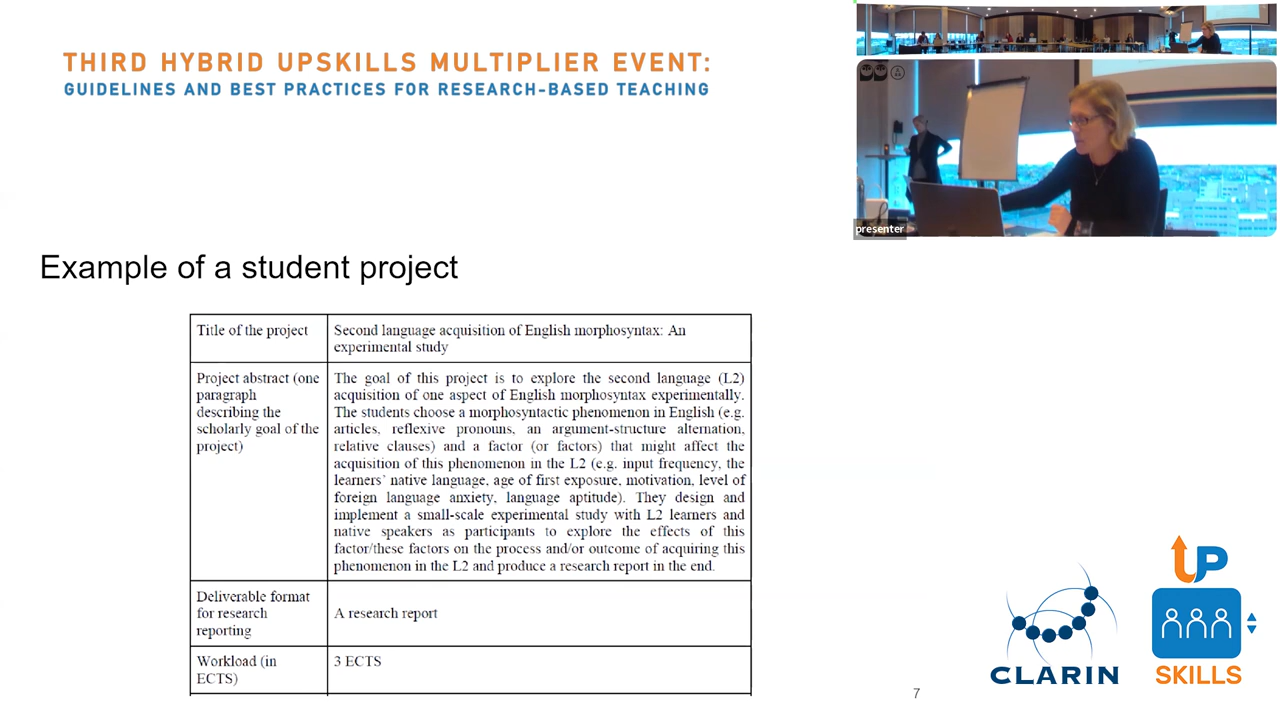 THIRD HYBRID UPSKILLS MULTIPLIER EVENT:
GUIDELINES AND BEST PRACTICES FOR RESEARCH-BASED TEACHING
presenter
Example of a student project
Title of the project
Second language acquisition of English morphosyntax: An
experimental study
Project abstract (one
paragraph
describing the
scholarly goal of the
project)
The goal of this project is to explore the second language (L2)
acquisition of one aspect of English morphosyntax experimentally.
The students choose a morphosyntactic phenomenon in English (e.g.
articles, reflexive pronouns, an argument-structure alternation,
relative clauses) and a factor (or factors) that might affect the
acquisition of this phenomenon in the L2 (e.g. input frequency, the
learners' native language, age of first exposure, motivation, level of
foreign language anxiety, language aptitude). They design and
implement a small-scale experimental study with L2 learners and
native speakers as participants to explore the effects of this
factor/these factors on the process and/or outcome of acquiring this
phenomenon in the L2 and produce a research report in the end.
Deliverable format
for research
reporting
A research report
Workload (in
ECTS)
3 ECTS
7
CLARIN
UP
SKILLS